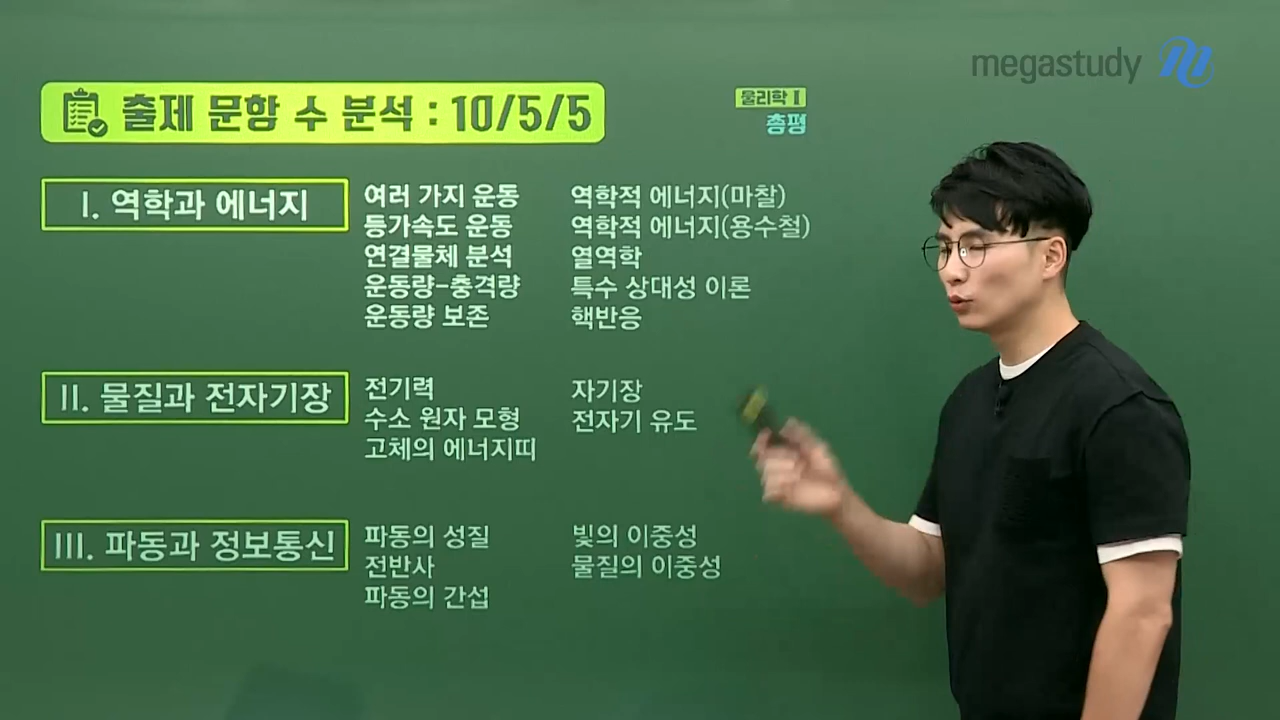 megastudy
출제 문항 수 분석 : 10/5/5
물리학 I
총평
I. 역학과 에너지
여러 가지 운동 역학적 에너지(마찰)
등가속도 운동 역학적 에너지(용수철)
연결물체 분석 열역학
운동량-충격량 특수 상대성 이론
운동량 보존 핵반응
II. 물질과 전자기장
전기력 자기장
수소 원자 모형 전자기 유도
고체의 에너지띠
III. 파동과 정보통신
파동의 성질 빛의 이중성
전반사 물질의 이중성
파동의 간섭